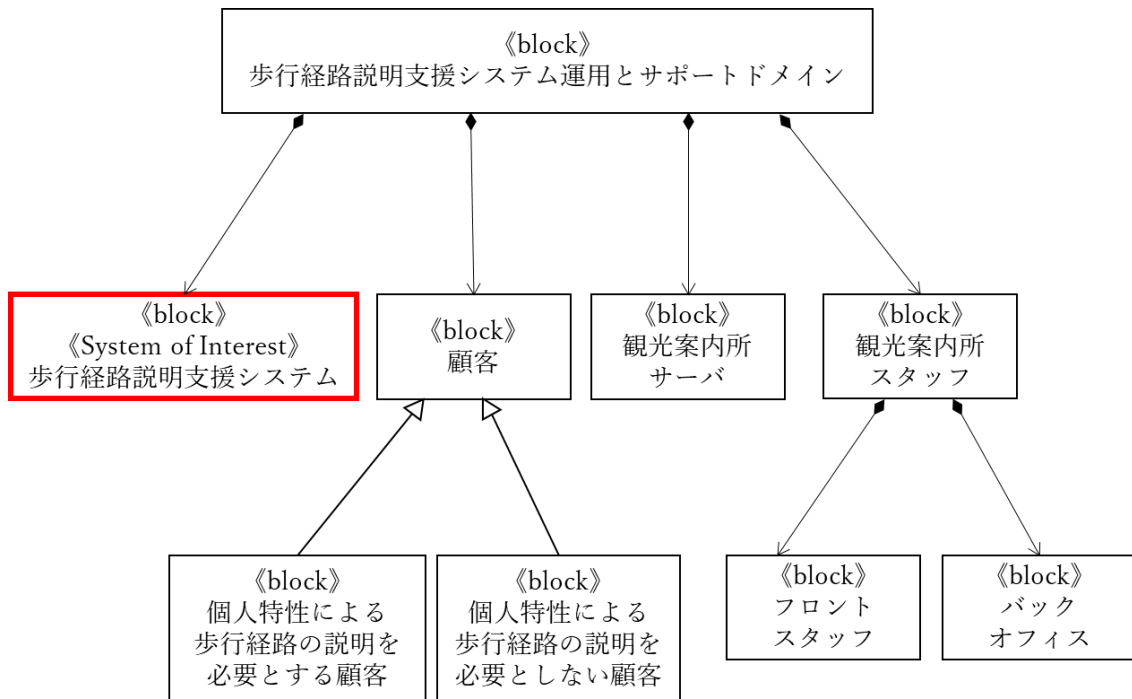 《block》
歩行経路説明支援システム運用とサポートドメイン
《block》
《System of Interest》
歩行経路説明支援システム
《block》
顧客
《block》
観光案内所
サーバ
《block》
観光案内所
スタッフ
《block》
個人特性による
歩行経路の説明を
必要とする顧客
《block》
個人特性による
歩行経路の説明を
必要としない顧客
《block》
フロント
スタッフ
《block》
バック
オフィス